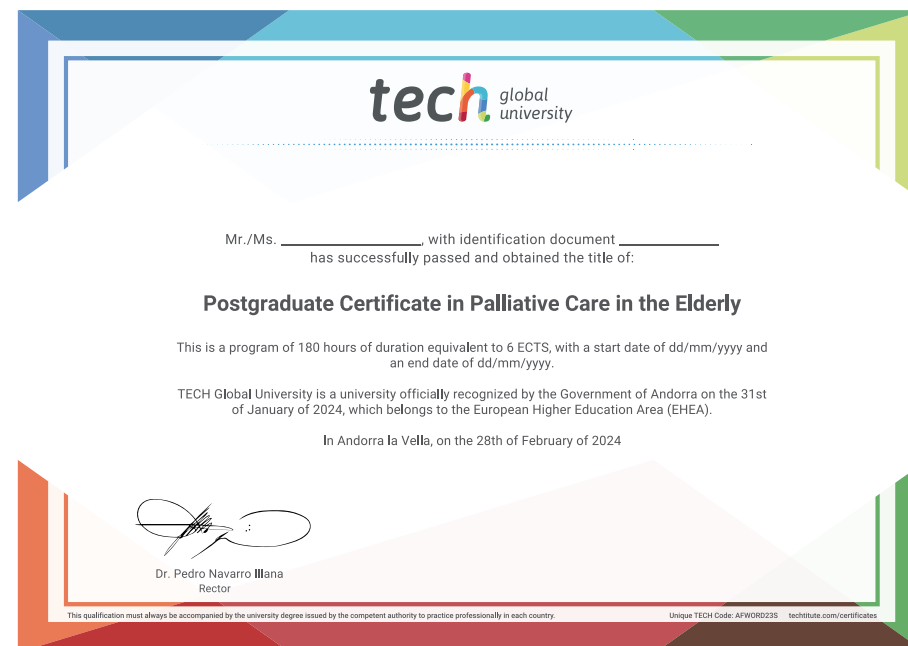 tech global
university
Mr./Ms. ____________, with identification document ____________
has successfully passed and obtained the title of:
Postgraduate Certificate in Palliative Care in the Elderly
This is a program of 180 hours of duration equivalent to 6 ECTS, with a start date of dd/mm/yyyy and
an end date of dd/mm/yyyy.
TECH Global University is a university officially recognized by the Government of Andorra on the 31st
of January of 2024, which belongs to the European Higher Education Area (EHEA).
In Andorra la Vella, on the 28th of February of 2024
Dr. Pedro Navarro Illana
Rector
This qualification must always be accompanied by the university degree issued by the competent authority to practice professionally in each country. Unique TECH Code: AFWORD23S techtitute.com/certificates